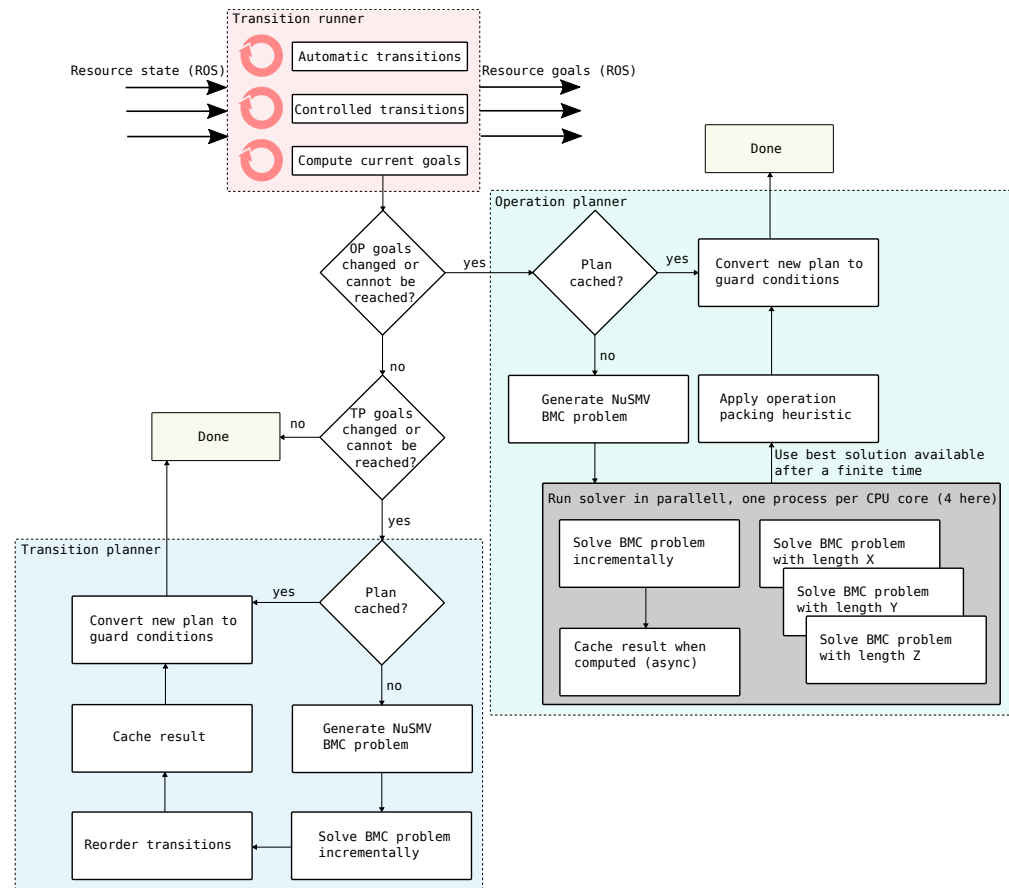 Transition runner
Automatic transitions
Resource state (ROS)
Resource goals (ROS)
Controlled transitions
Compute current goals
Done
Operation planner
OP goals
changed or
cannot be
reached?
yes
Plan
cached?
yes
Convert new plan to
guard conditions
no
no
Generate NuSMV
BMC problem
Apply operation
packing heuristic
TP goals
changed or
cannot be
reached?
no
Done
Use best solution available
after a finite time
yes
Run solver in parallell, one process per CPU core (4 here)
Solve BMC problem
incrementally
Solve BMC problem
with length X
Solve BMC problem
with length Y
Solve BMC problem
with length Z
Cache result when
computed (async)
Transition planner
Plan
cached?
yes
Convert new plan to
guard conditions
no
Cache result
Generate NuSMV
BMC problem
Reorder transitions
Solve BMC problem
incrementally